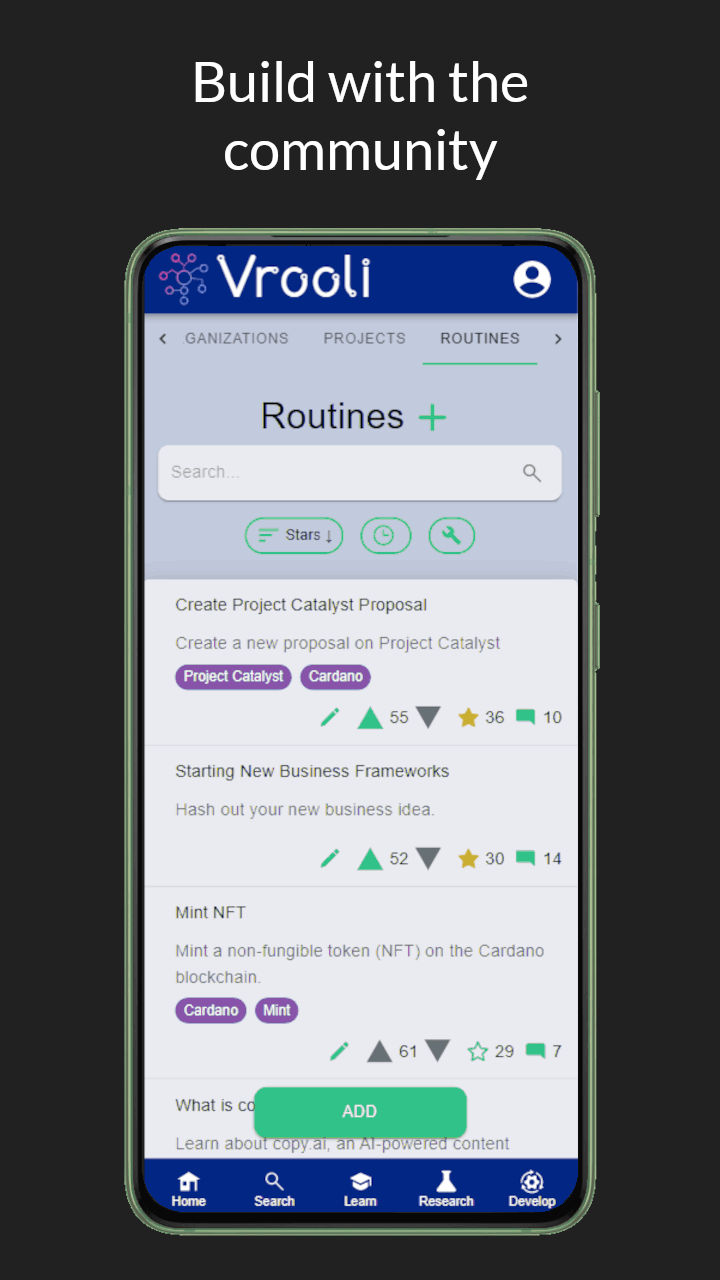 Build with the
community
Vrooli
GANIZATIONS PROJECTS ROUTINES
Routines
Search...
Stars ↓
Create Project Catalyst Proposal
Create a new proposal on Project Catalyst
Project Catalyst Cardano
55 36 10
Starting New Business Frameworks
Hash out your new business idea.
52 30 14
Mint NFT
Mint a non-fungible token (NFT) on the Cardano
blockchain.
Cardano Mint
61 29 7
What is co
ADD
Learn about copy.ai, an AI-powered content
Home Search Learn Research Develop